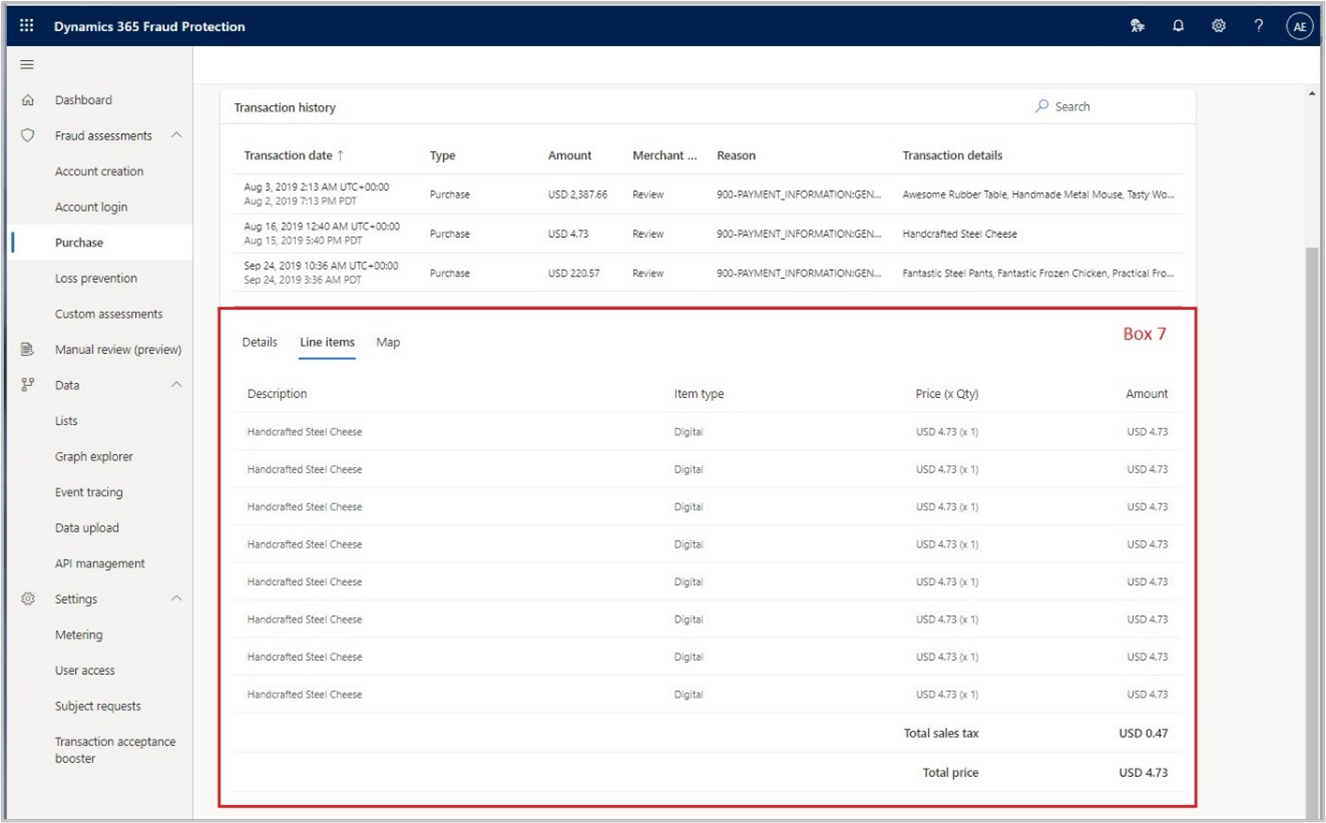 Dynamics 365 Fraud Protection
AE
Dashboard
Fraud assessments
Account creation
Account login
Purchase
Loss prevention
Custom assessments
Manual review (preview)
Data
Lists
Graph explorer
Event tracing
Data upload
API management
Settings
Metering
User access
Subject requests
Transaction acceptance
booster
Transaction history Search
Transaction date ↑ Type Amount Merchant ... Reason Transaction details
Aug 3, 2019 2:13 AM UTC+00:00
Aug 2, 2019 7:13 PM PDT
Purchase USD 2,387.66 Review 900-PAYMENT_INFORMATION:GEN... Awesome Rubber Table, Handmade Metal Mouse, Tasty Wo...
Aug 16, 2019 12:40 AM UTC+00:00
Aug 15, 2019 5:40 PM PDT
Purchase USD 4.73 Review 900-PAYMENT_INFORMATION:GEN... Handcrafted Steel Cheese
Sep 24, 2019 10:36 AM UTC+00:00
Sep 24, 2019 3:36 AM PDT
Purchase USD 220.57 Review 900-PAYMENT_INFORMATION:GEN... Fantastic Steel Pants, Fantastic Frozen Chicken, Practical Fro...
Box 7
Details Line items Map
Description Item type Price (x Qty) Amount
Handcrafted Steel Cheese Digital USD 4.73 (x 1) USD 4.73
Handcrafted Steel Cheese Digital USD 4.73 (x 1) USD 4.73
Handcrafted Steel Cheese Digital USD 4.73 (x 1) USD 4.73
Handcrafted Steel Cheese Digital USD 4.73 (x 1) USD 4.73
Handcrafted Steel Cheese Digital USD 4.73 (x 1) USD 4.73
Handcrafted Steel Cheese Digital USD 4.73 (x 1) USD 4.73
Handcrafted Steel Cheese Digital USD 4.73 (x 1) USD 4.73
Handcrafted Steel Cheese Digital USD 4.73 (x 1) USD 4.73
Total sales tax USD 0.47
Total price USD 4.73